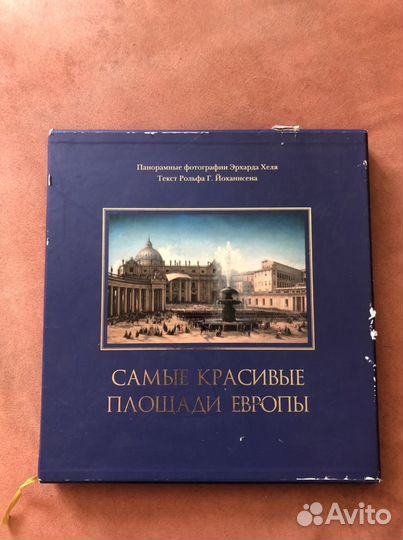 Панорамные фотографии Эрхарда Хеля
Текст Рольфа Г. Йоханнсена
САМЫЕ КРАСИВЫЕ
ПЛОЩАДИ ЕВРОПЫ
Avito